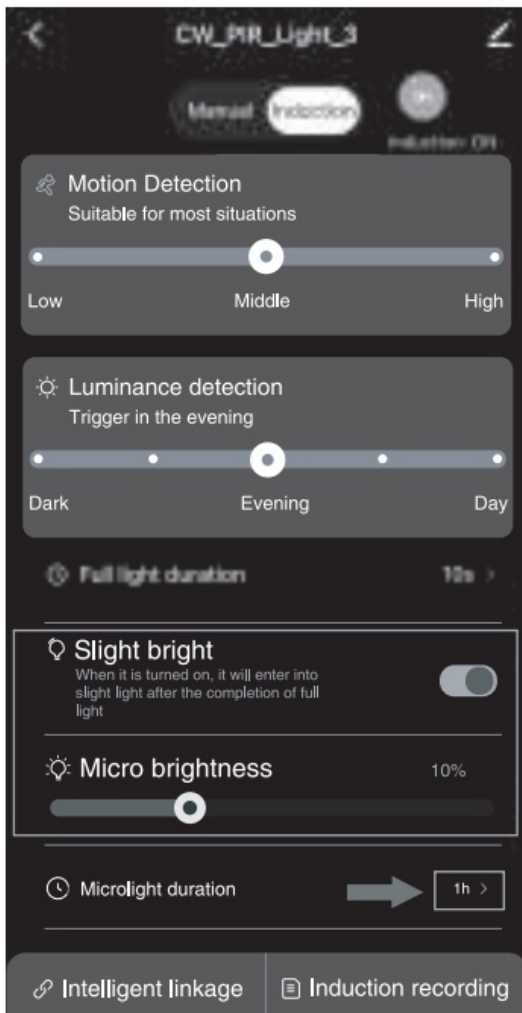 CW_PIR_Light_3
Manual Induction
Induction ON
Motion Detection
Suitable for most situations
Low Middle High
Luminance detection
Trigger in the evening
Dark Evening Day
Full light duration 10s >
Slight bright
When it is turned on, it will enter into
slight light after the completion of full
light
Micro brightness 10%
Microlight duration 1h >
Intelligent linkage Induction recording